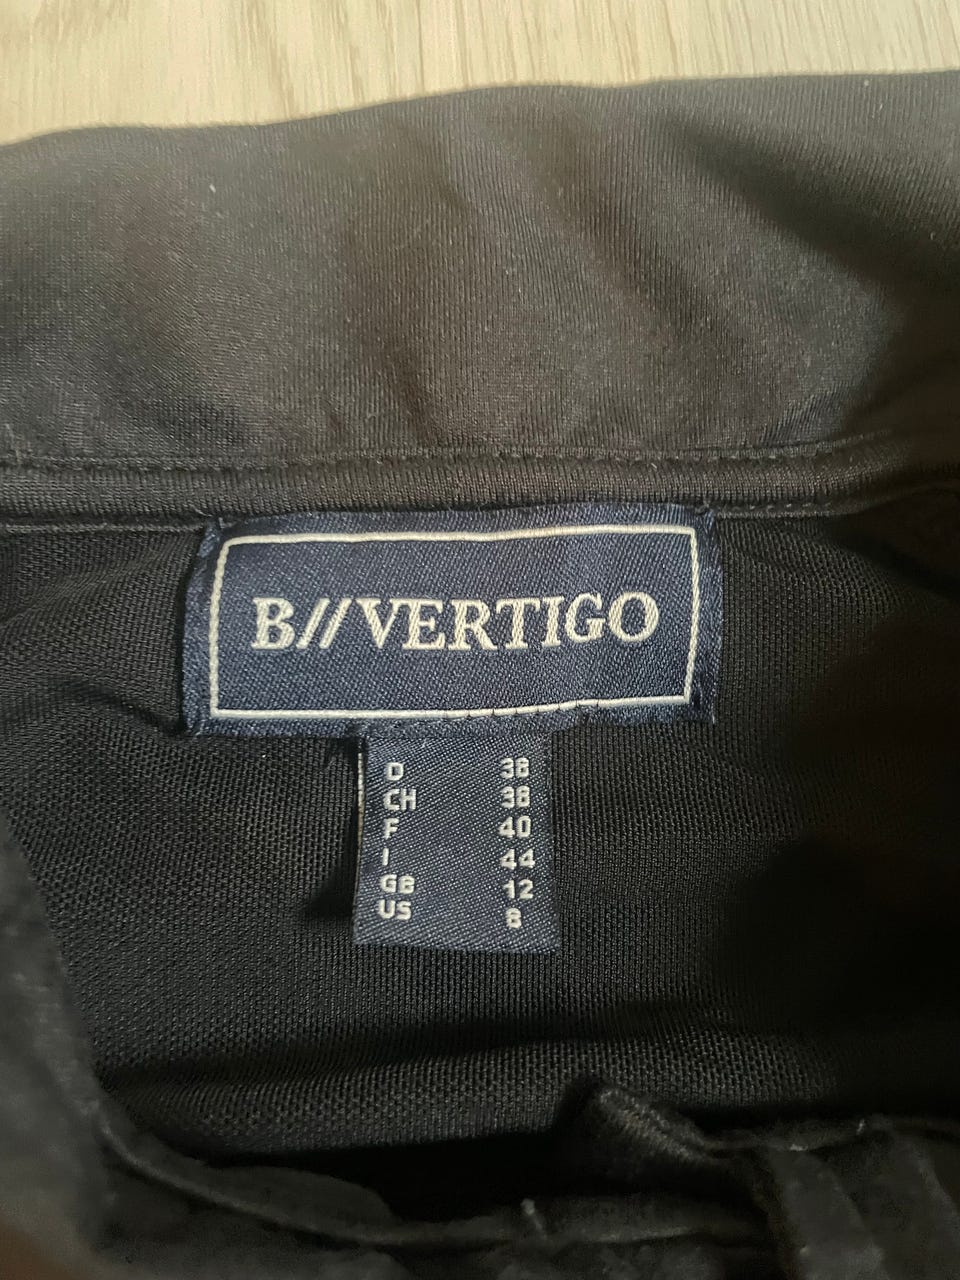 B//VERTIGO
D 38
CH 38
F 40
I 44
GB 12
US 8